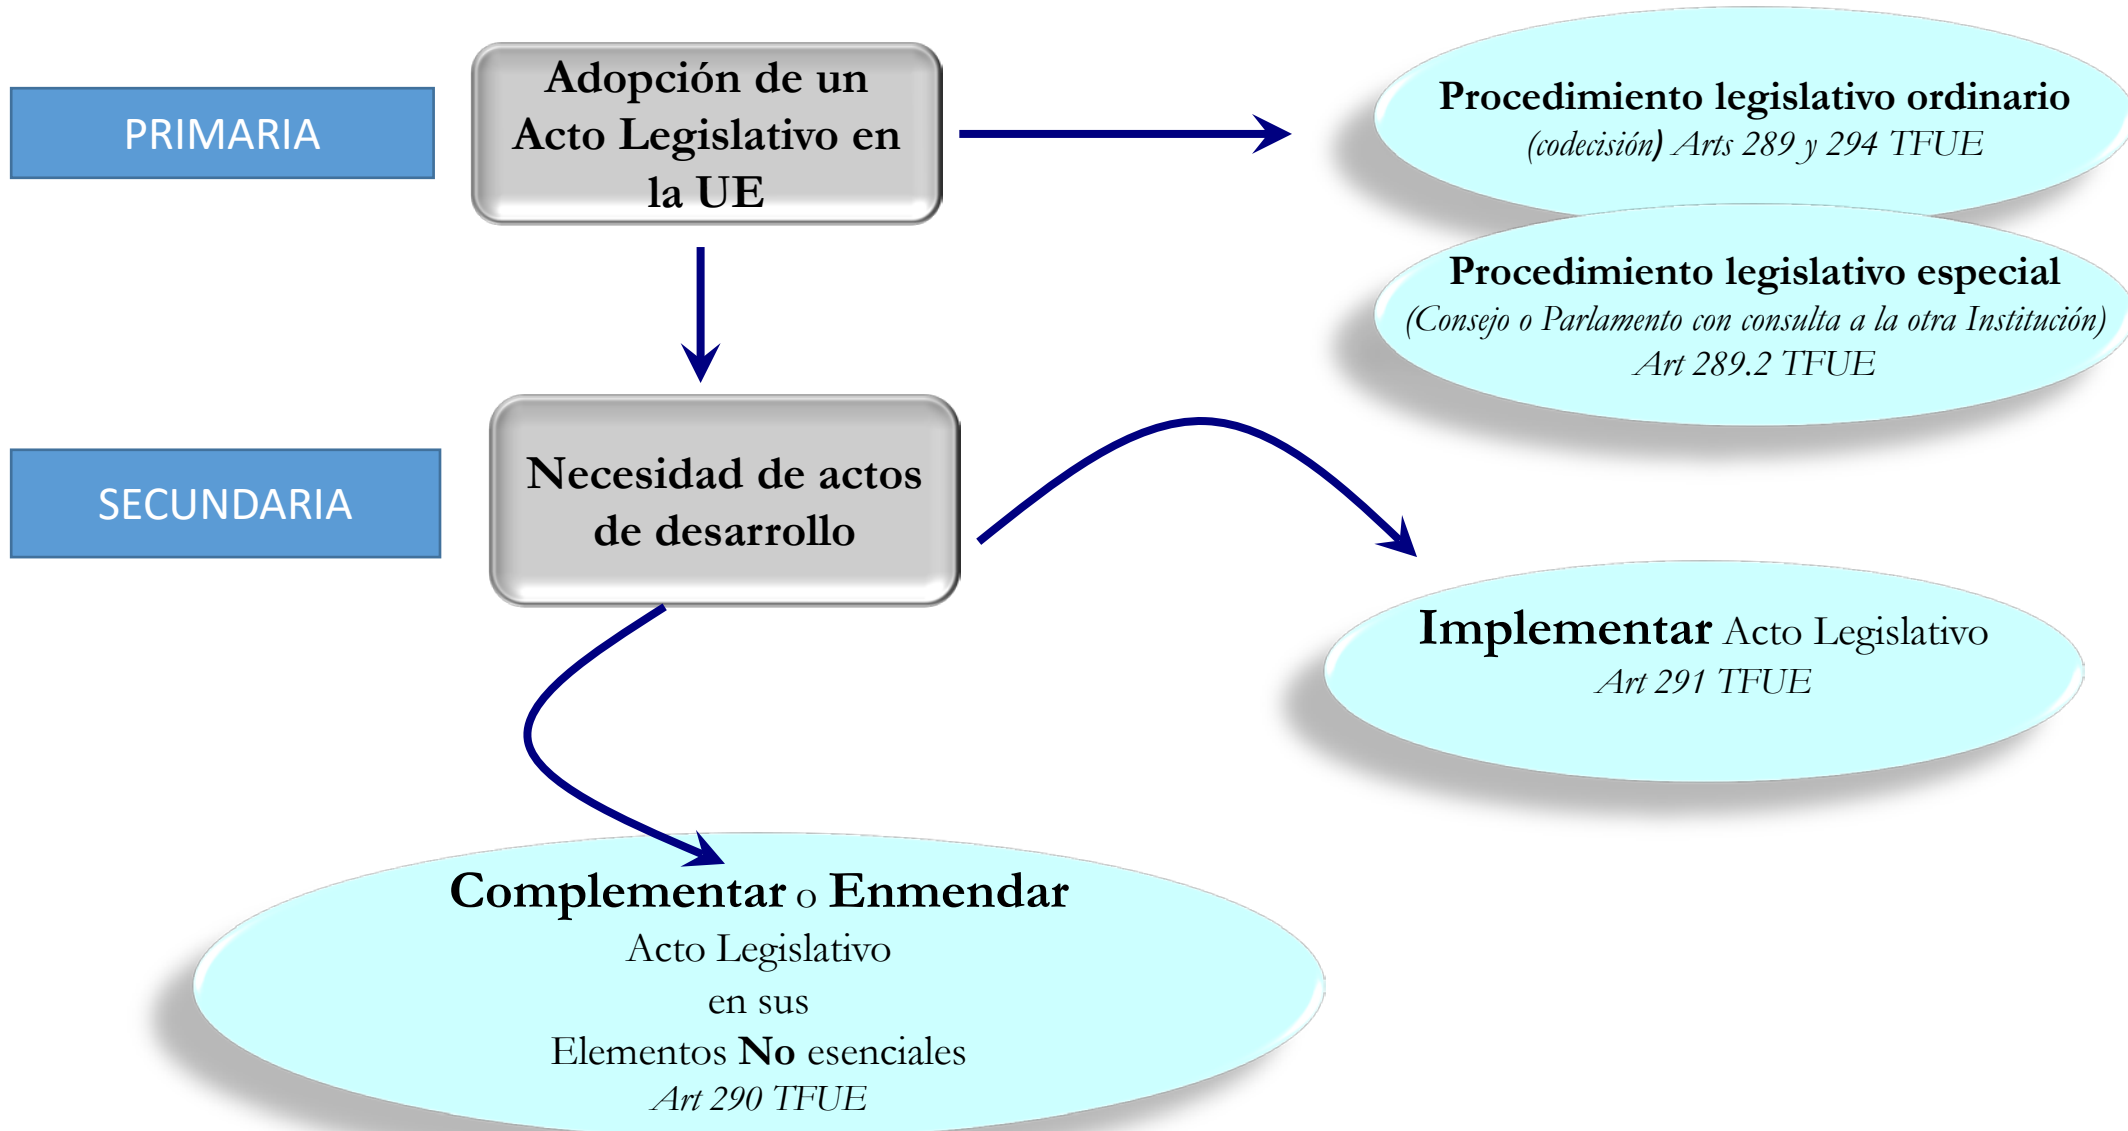 PRIMARIA
Adopción de un
Acto Legislativo en
la UE
Procedimiento legislativo ordinario
(codecisión) Arts 289 y 294 TFUE
Procedimiento legislativo especial
(Consejo o Parlamento con consulta a la otra Institución)
Art 289.2 TFUE
SECUNDARIA
Necesidad de actos
de desarrollo
Implementar Acto Legislativo
Art 291 TFUE
Complementar o Enmendar
Acto Legislativo
en sus
Elementos No esenciales
Art 290 TFUE